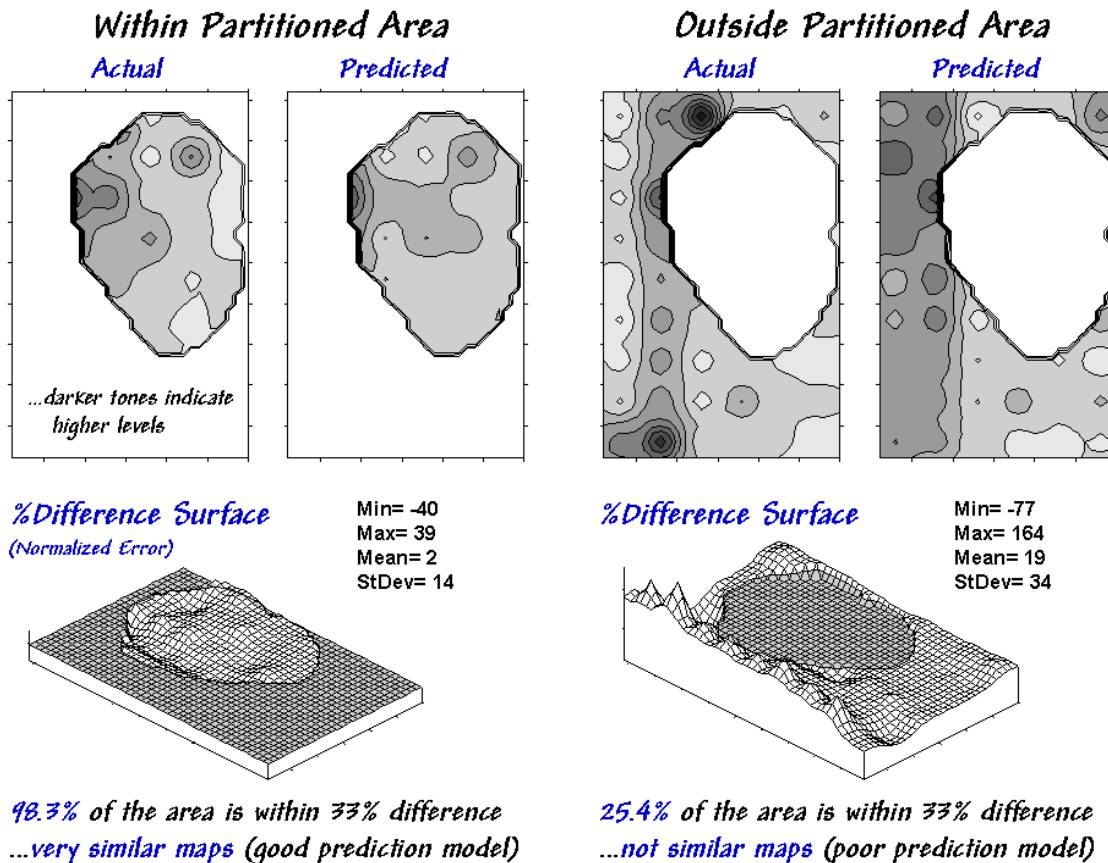 Within Partitioned Area
Actual
Predicted
...darker tones indicate
higher levels
%Difference Surface
(Normalized Error)
Min= -40
Max= 39
Mean= 2
StDev= 14
98.3% of the area is within 33% difference
...very similar maps (good prediction model)
Outside Partitioned Area
Actual
Predicted
%Difference Surface
Min= -77
Max= 164
Mean= 19
StDev= 34
25.4% of the area is within 33% difference
...not similar maps (poor prediction model)